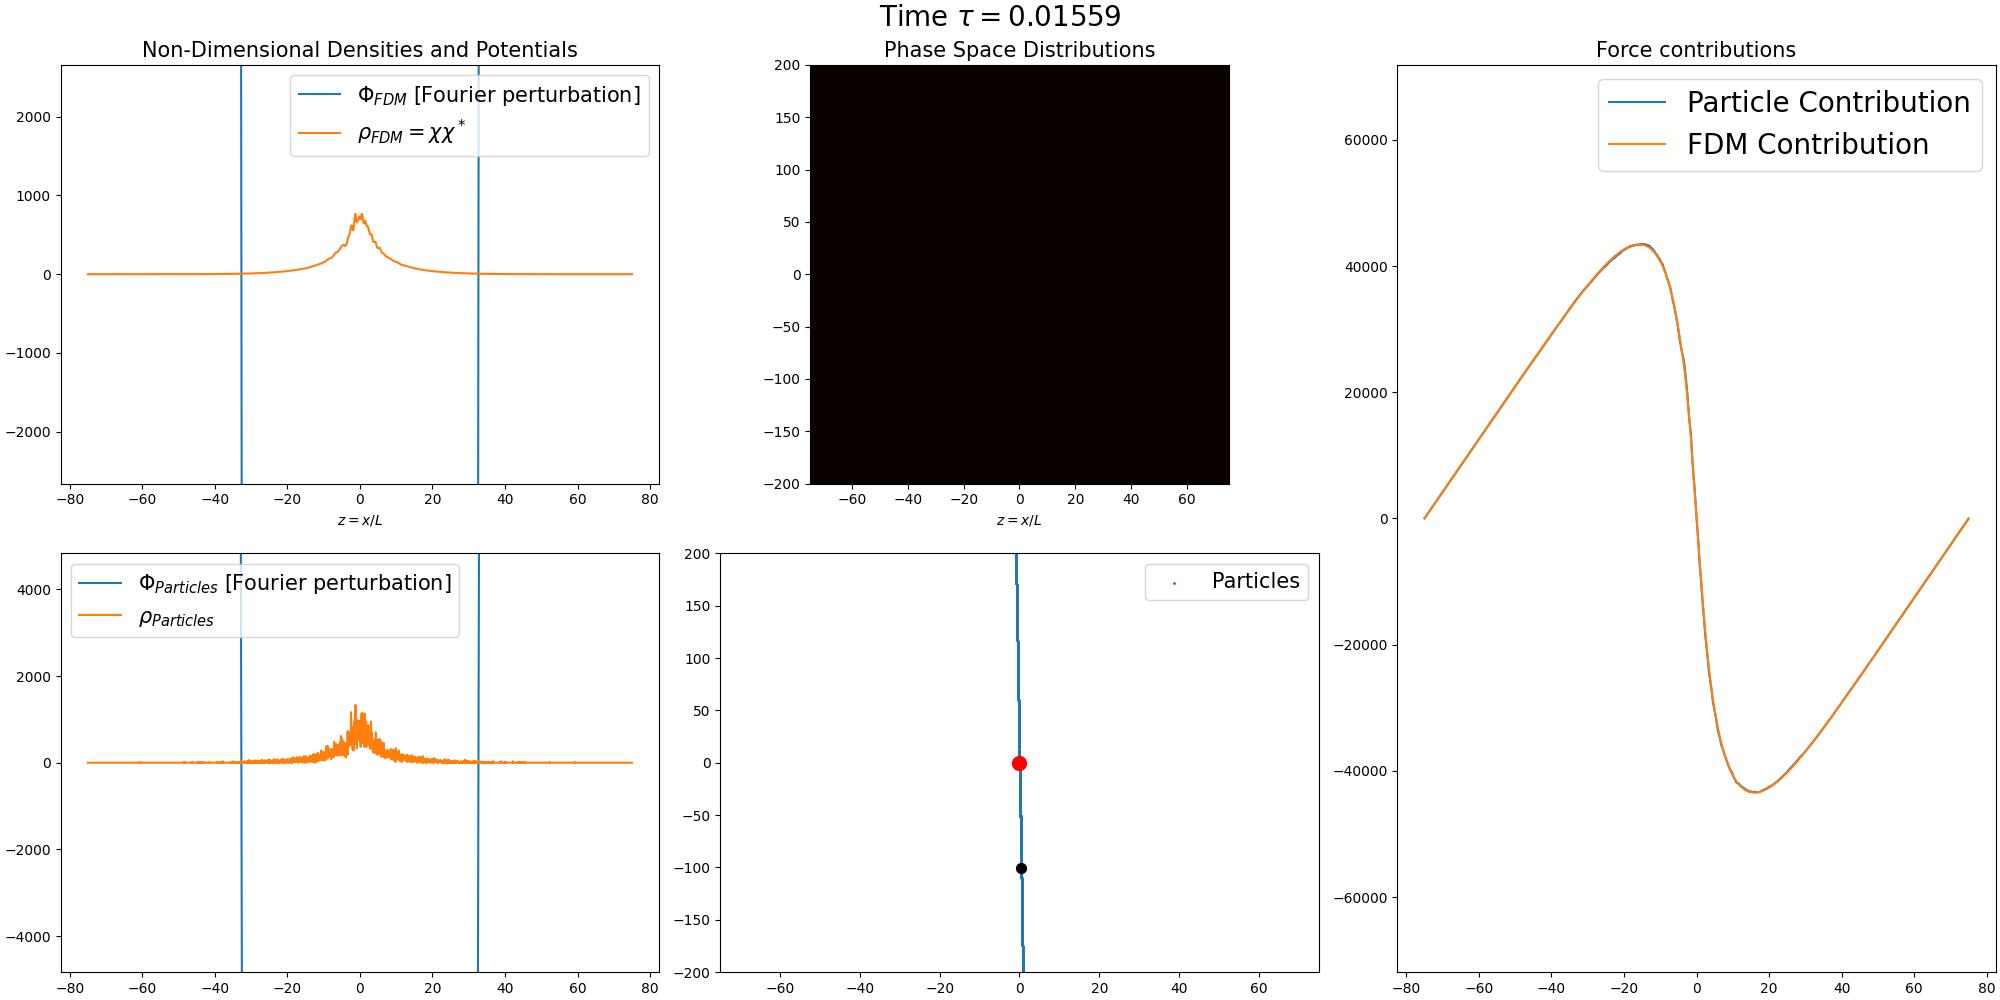 Time τ = 0.01559
Non-Dimensional Densities and Potentials
Φ_FDM [Fourier perturbation]
ρ_FDM = χχ*
2000
1000
0
−1000
−2000
−80 −60 −40 −20 0 20 40 60 80
z = x/L
Phase Space Distributions
200
150
100
50
0
−50
−100
−150
−200
−60 −40 −20 0 20 40 60
z = x/L
Force contributions
Particle Contribution
FDM Contribution
60000
40000
20000
0
−20000
−40000
−60000
−80 −60 −40 −20 0 20 40 60 80
Φ_Particles [Fourier perturbation]
ρ_Particles
4000
2000
0
−2000
−4000
−80 −60 −40 −20 0 20 40 60 80
Particles
200
150
100
50
0
−50
−100
−150
−200
−60 −40 −20 0 20 40 60